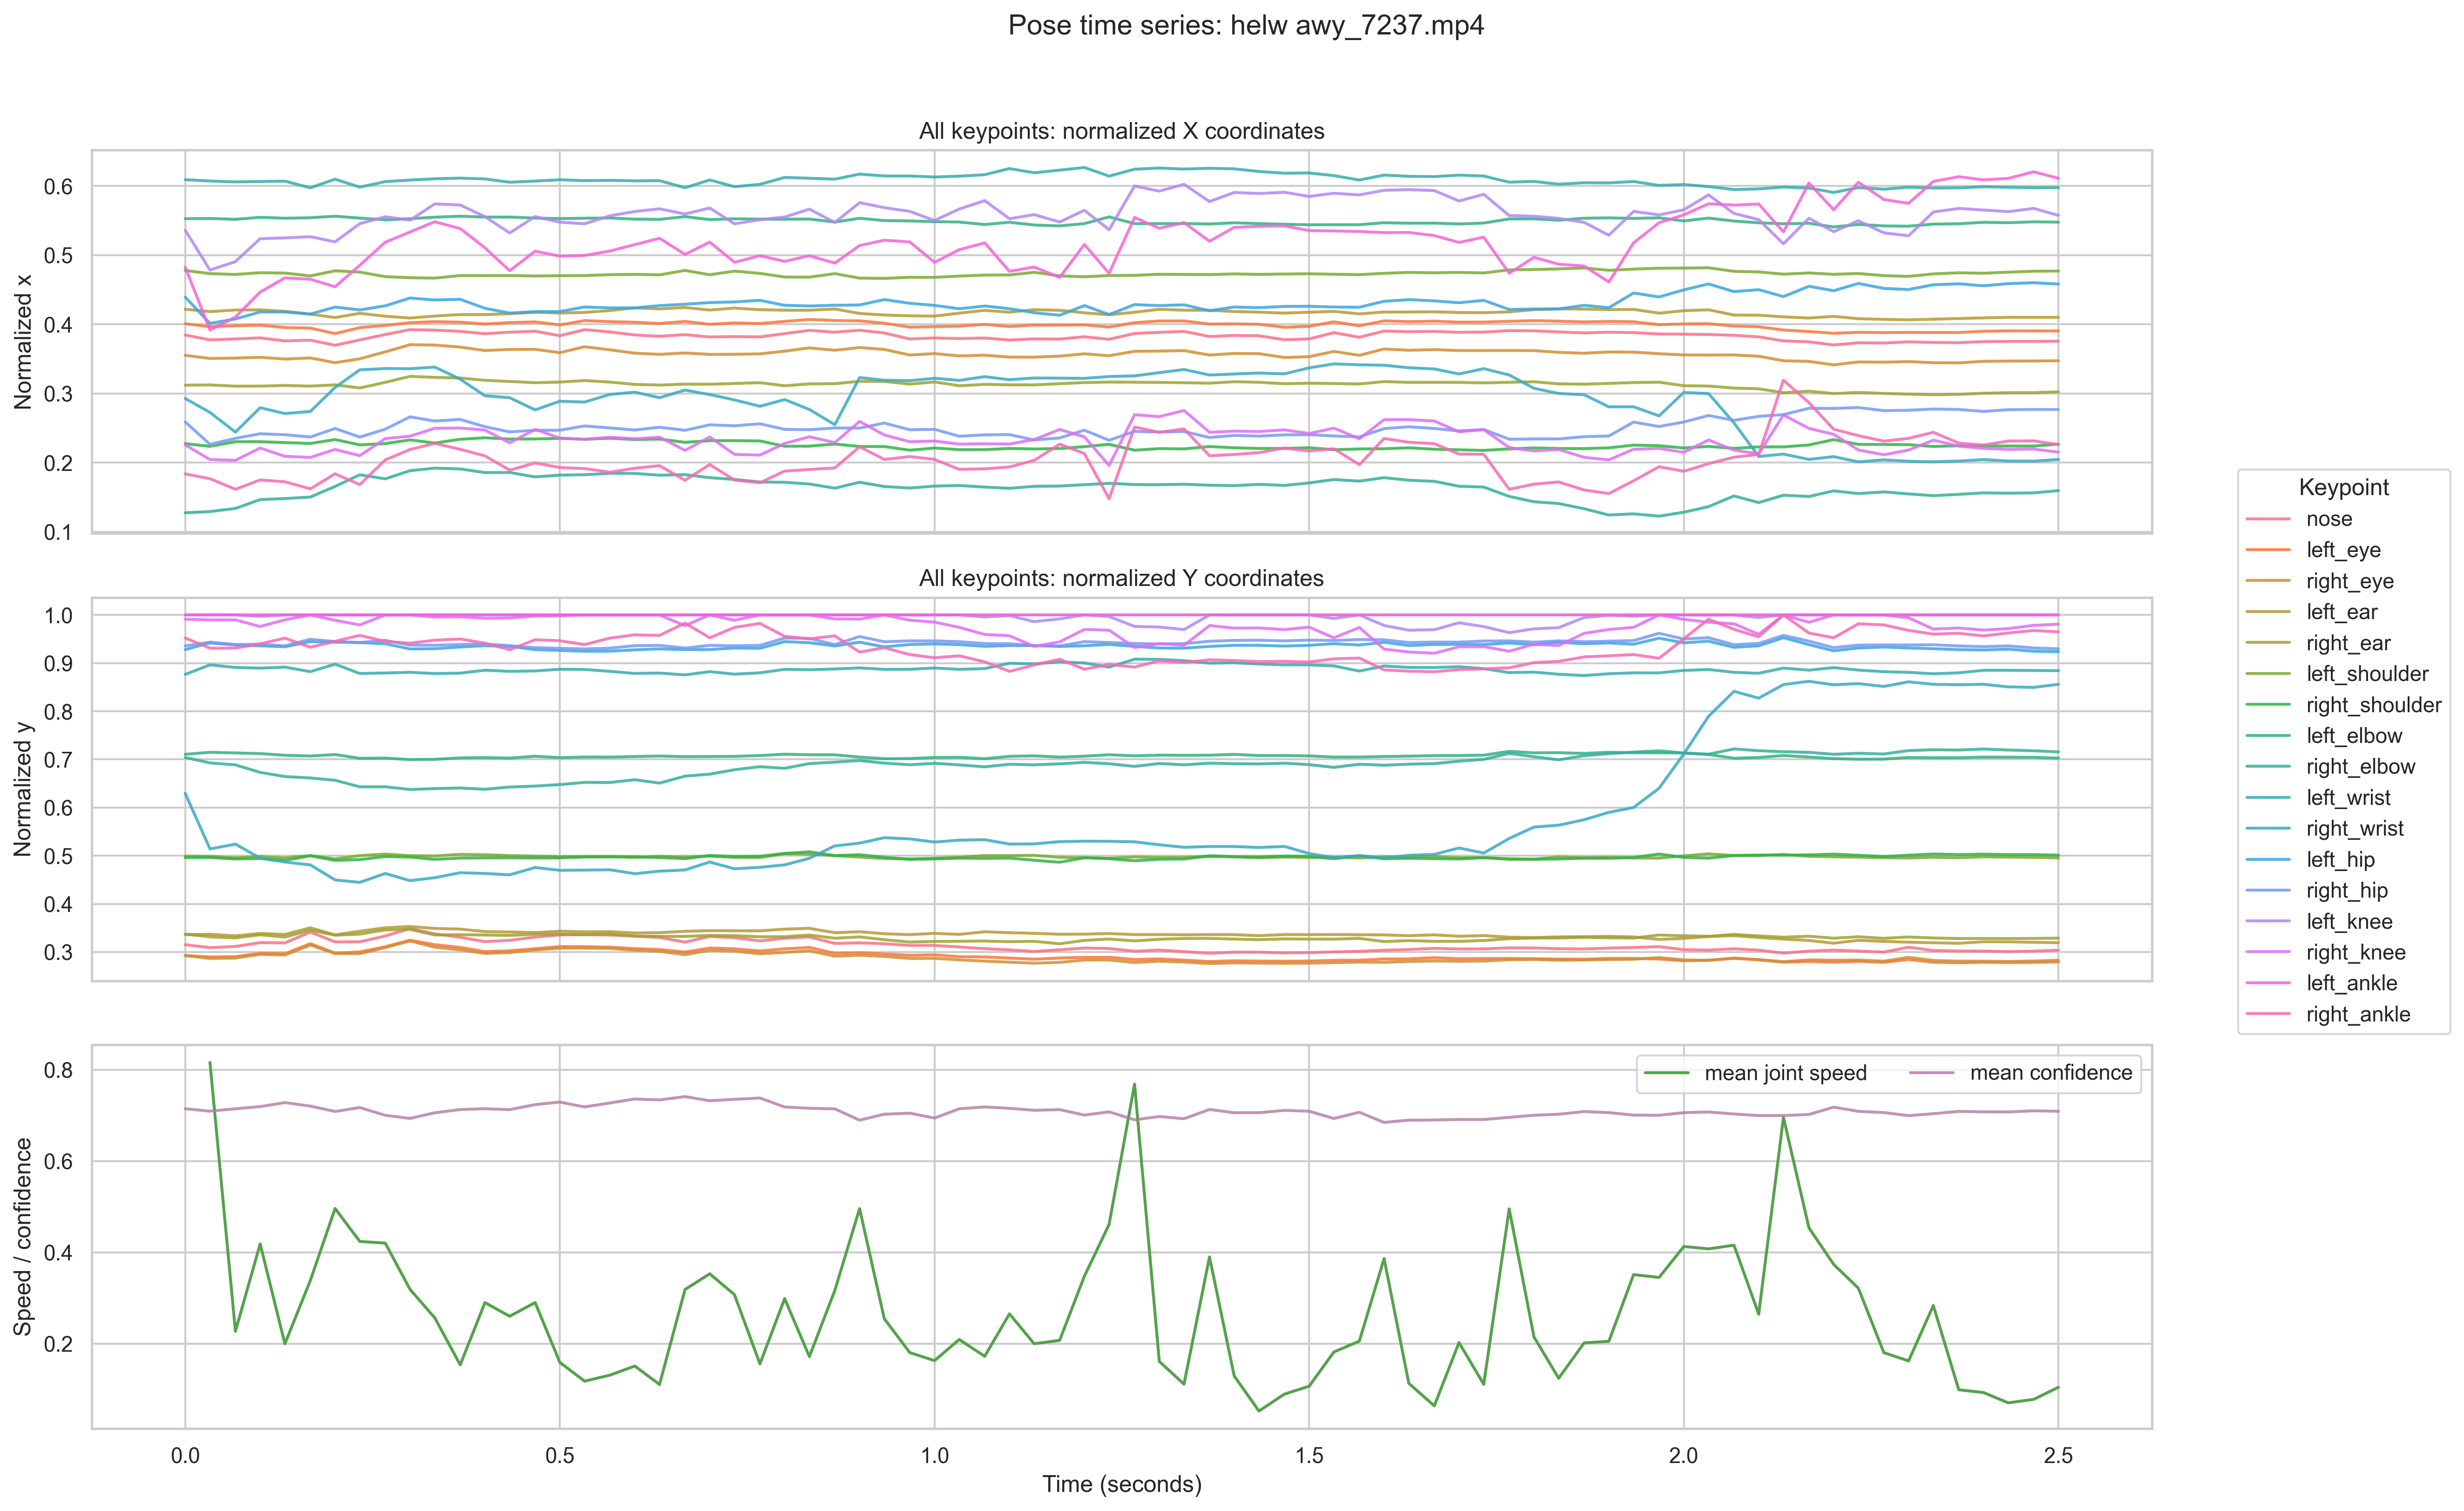 Pose time series: helw awy_7237.mp4
All keypoints: normalized X coordinates
Normalized x
0.6
0.5
0.4
0.3
0.2
0.1
All keypoints: normalized Y coordinates
Normalized y
1.0
0.9
0.8
0.7
0.6
0.5
0.4
0.3
Keypoint
nose
left_eye
right_eye
left_ear
right_ear
left_shoulder
right_shoulder
left_elbow
right_elbow
left_wrist
right_wrist
left_hip
right_hip
left_knee
right_knee
left_ankle
right_ankle
mean joint speed
mean confidence
Speed / confidence
0.8
0.6
0.4
0.2
0.0
0.5
1.0
1.5
2.0
2.5
Time (seconds)